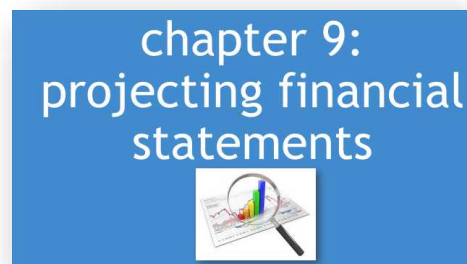 chapter 9:
projecting financial
statements